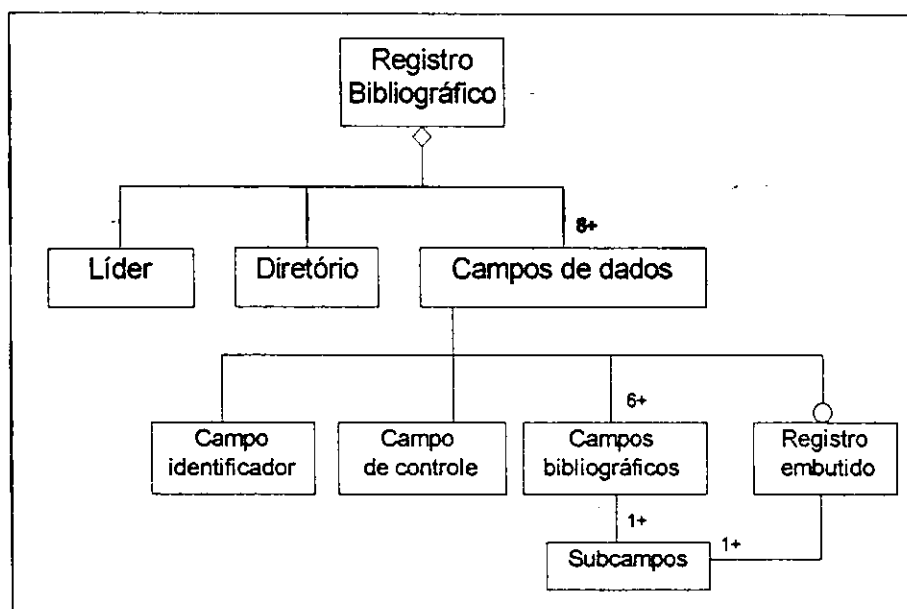 Registro
Bibliográfico
8+
Líder
Diretório
Campos de dados
6+
Campo
identificador
Campo
de controle
Campos
bibliográficos
Registro
embutido
1+
1+
Subcampos